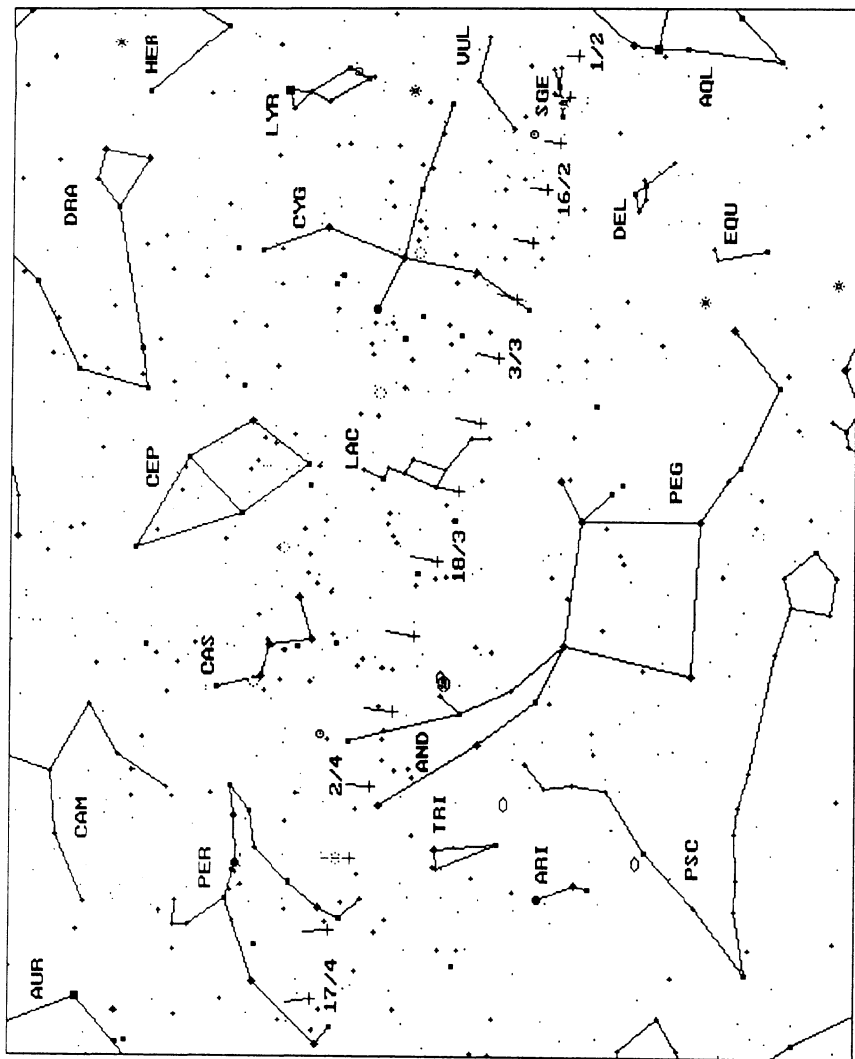 HER
VUL
1/2
LYR
SGE
AQL
DRA
CYG
16/2
DEL
EQU
3/3
CEP
LAC
PEG
18/3
CAS
AND
2/4
CAM
TRI
PER
ARI
PSC
AUR
17/4